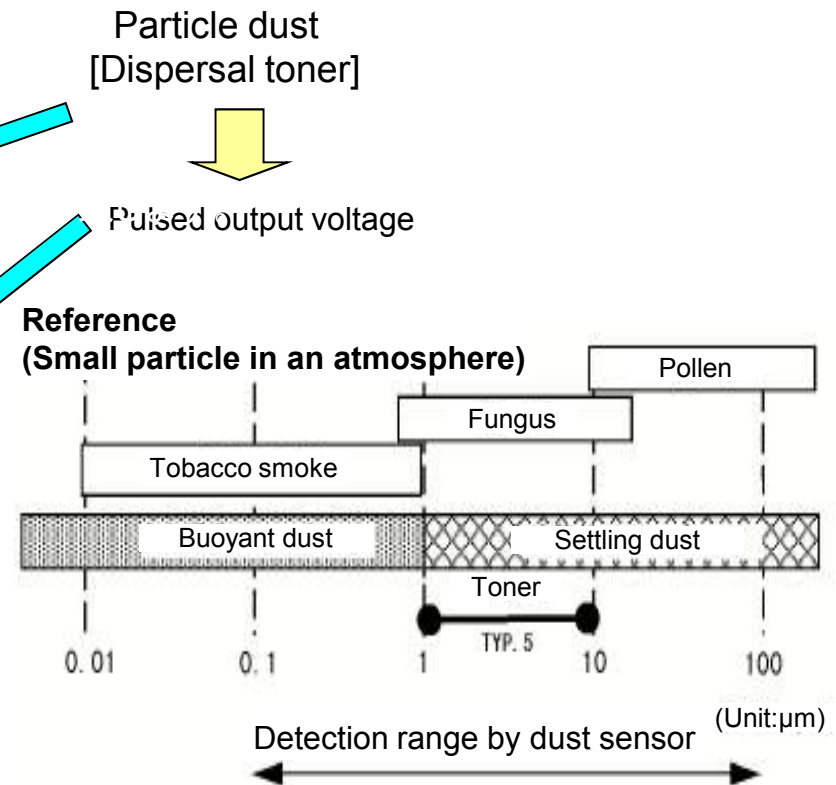 Particle dust
[Dispersal toner]
Pulsed output voltage
Reference
(Small particle in an atmosphere)
Pollen
Fungus
Tobacco smoke
Buoyant dust
Settling dust
Toner
TYP. 5
0.01
0.1
1
10
100
(Unit:µm)
Detection range by dust sensor